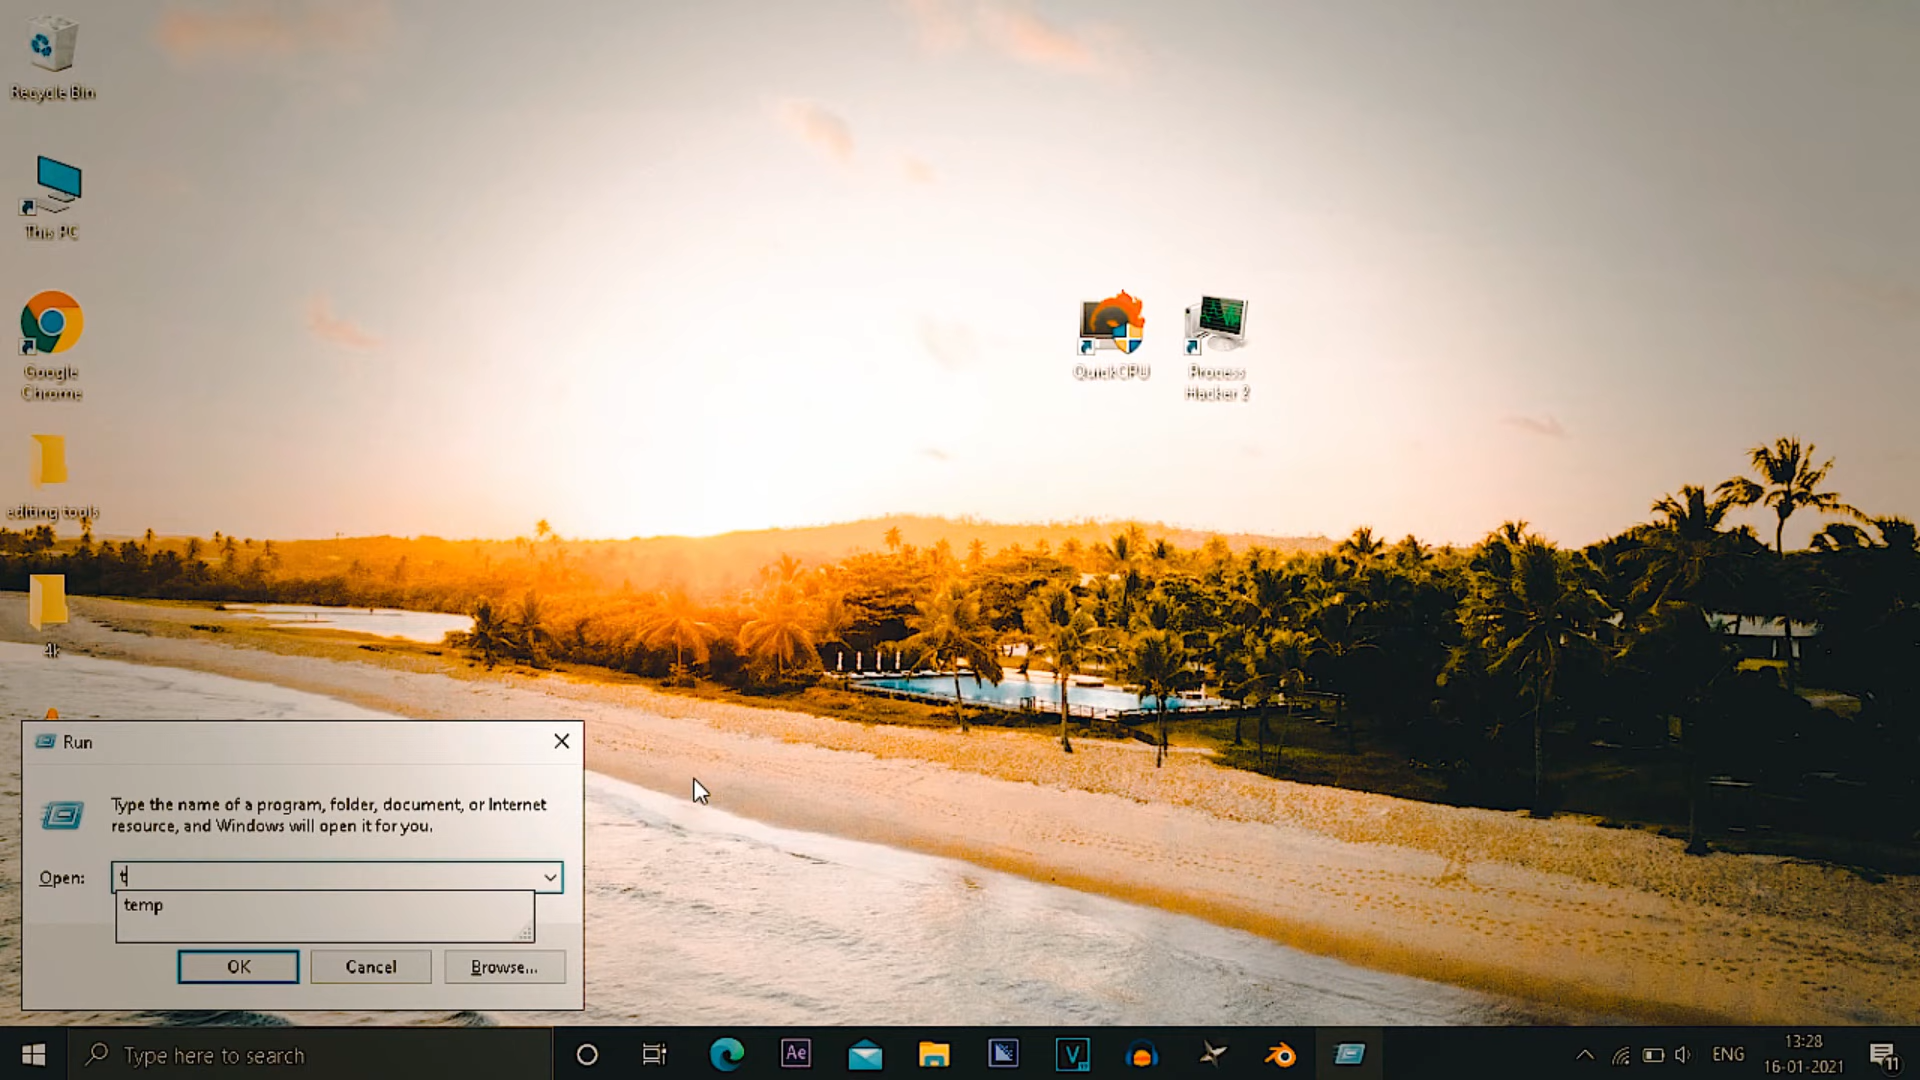 Recycle Bin
This PC
Google
Chrome
editing tools
4k
QuickCPU
Process
Hacker 2
Run
Type the name of a program, folder, document, or Internet
resource, and Windows will open it for you.
Open:
t
temp
OK
Cancel
Browse...
Type here to search
Ae
V
ENG
13:28
16-01-2021
11